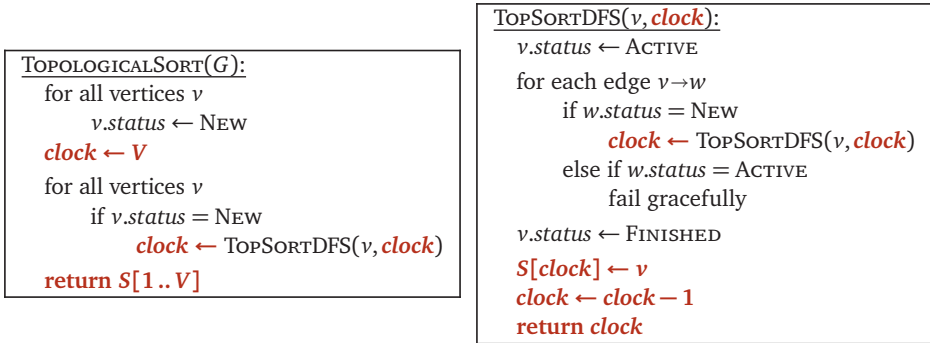 TOPOLOGICALSORT(G):
for all vertices v
v.status ← NEW
clock ← V
for all vertices v
if v.status = NEW
clock ← TOPSORTDFS(v, clock)
return S[1 .. V]
TOPSORTDFS(v, clock):
v.status ← ACTIVE
for each edge v→w
if w.status = NEW
clock ← TOPSORTDFS(v, clock)
else if w.status = ACTIVE
fail gracefully
v.status ← FINISHED
S[clock] ← v
clock ← clock − 1
return clock